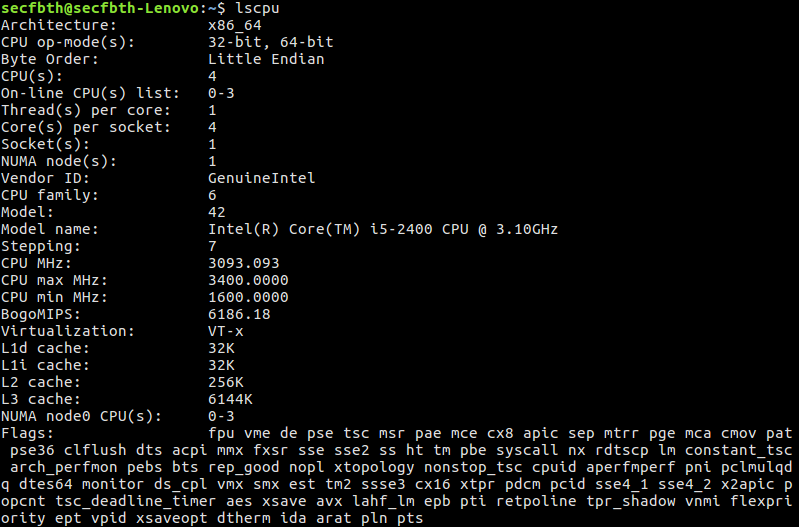 secfbth@secfbth-Lenovo:~$ lscpu
Architecture:          x86_64
CPU op-mode(s):        32-bit, 64-bit
Byte Order:            Little Endian
CPU(s):                4
On-line CPU(s) list:   0-3
Thread(s) per core:    1
Core(s) per socket:    4
Socket(s):             1
NUMA node(s):          1
Vendor ID:             GenuineIntel
CPU family:            6
Model:                 42
Model name:            Intel(R) Core(TM) i5-2400 CPU @ 3.10GHz
Stepping:              7
CPU MHz:               3093.093
CPU max MHz:           3400.0000
CPU min MHz:           1600.0000
BogoMIPS:              6186.18
Virtualization:        VT-x
L1d cache:             32K
L1i cache:             32K
L2 cache:              256K
L3 cache:              6144K
NUMA node0 CPU(s):     0-3
Flags:                 fpu vme de pse tsc msr pae mce cx8 apic sep mtrr pge mca cmov pat
 pse36 clflush dts acpi mmx fxsr sse sse2 ss ht tm pbe syscall nx rdtscp lm constant_tsc
 arch_perfmon pebs bts rep_good nopl xtopology nonstop_tsc cpuid aperfmperf pni pclmulqd
q dtes64 monitor ds_cpl vmx smx est tm2 ssse3 cx16 xtpr pdcm pcid sse4_1 sse4_2 x2apic p
opcnt tsc_deadline_timer aes xsave avx lahf_lm epb pti retpoline tpr_shadow vnmi flexpri
ority ept vpid xsaveopt dtherm ida arat pln pts